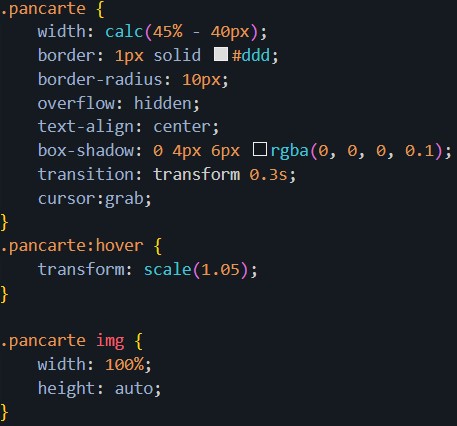 .pancarte {
    width: calc(45% - 40px);
    border: 1px solid #ddd;
    border-radius: 10px;
    overflow: hidden;
    text-align: center;
    box-shadow: 0 4px 6px rgba(0, 0, 0, 0.1);
    transition: transform 0.3s;
    cursor:grab;
}
.pancarte:hover {
    transform: scale(1.05);
}

.pancarte img {
    width: 100%;
    height: auto;
}